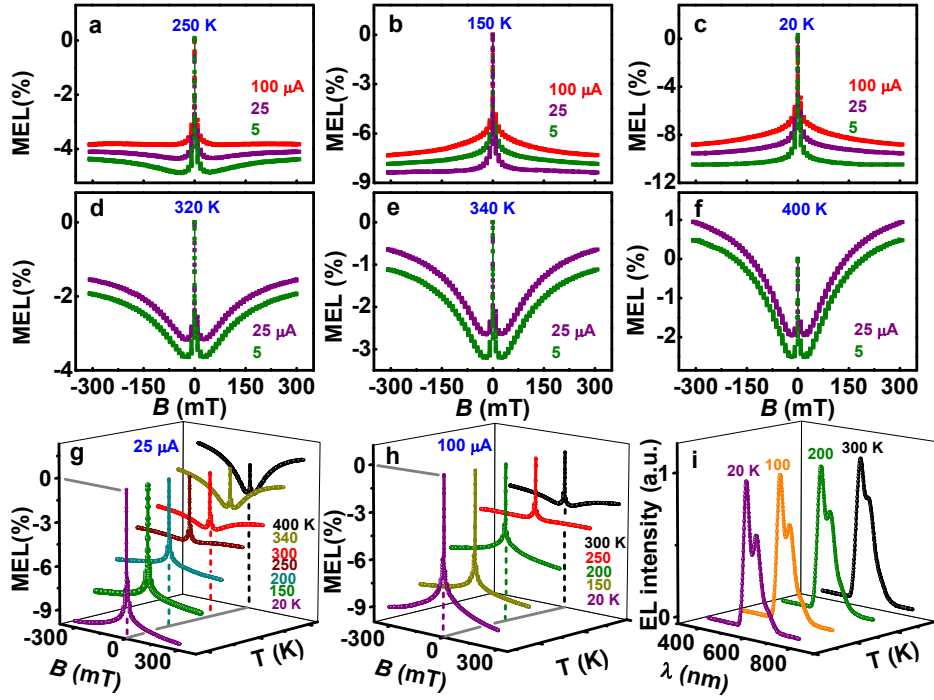 a
250 K
0
-2
-4
MEL(%)
100 μA
25
5
b
150 K
0
-3
-6
-9
MEL(%)
100 μA
25
5
c
20 K
0
-4
-8
-12
MEL(%)
100 μA
25
5
d
320 K
0
-2
-4
MEL(%)
25 μA
5
-300 -150 0 150 300
B (mT)
e
340 K
0
-1
-2
-3
MEL(%)
25 μA
5
-300 -150 0 150 300
B (mT)
f
400 K
1
0
-1
-2
MEL (%)
25 μA
5
-300 -150 0 150 300
B (mT)
g
25 μA
0
-3
-6
-9
MEL(%)
400 K
340
300
250
200
150
20 K
-300 0 300
B (mT)
T (K)
h
100 μA
0
-3
-6
-9
MEL(%)
300 K
250
200
150
20 K
-300 0 300
B (mT)
T (K)
i
20 K
100
200
300 K
1
0
EL intensity (a.u.)
400 600 800
λ (nm)
T (K)